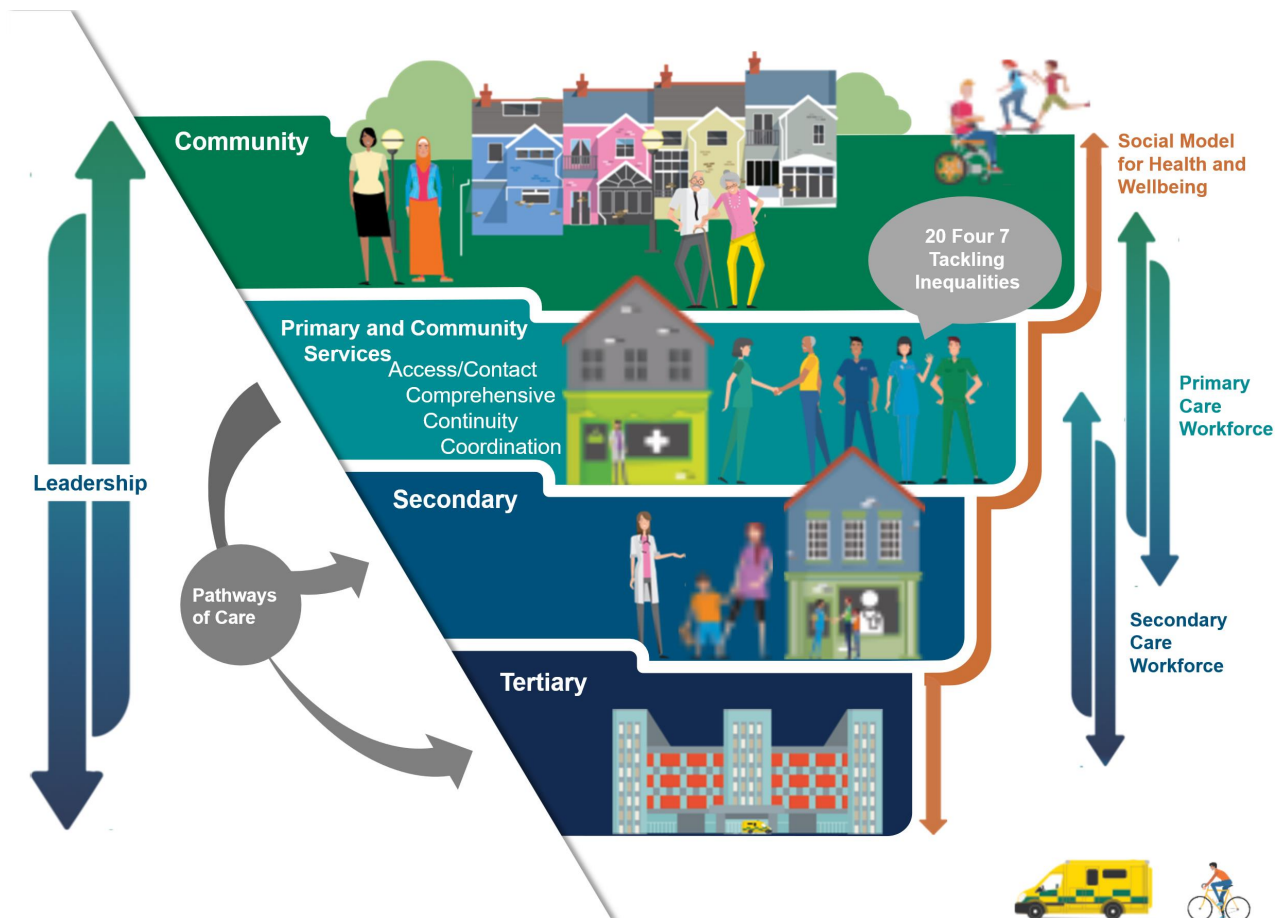 Community
Social Model
for Health and
Wellbeing
20 Four 7
Tackling
Inequalities
Primary and Community
Services
Access/Contact
Comprehensive
Continuity
Coordination
Primary
Care
Workforce
Leadership
Secondary
Pathways
of Care
Secondary
Care
Workforce
Tertiary